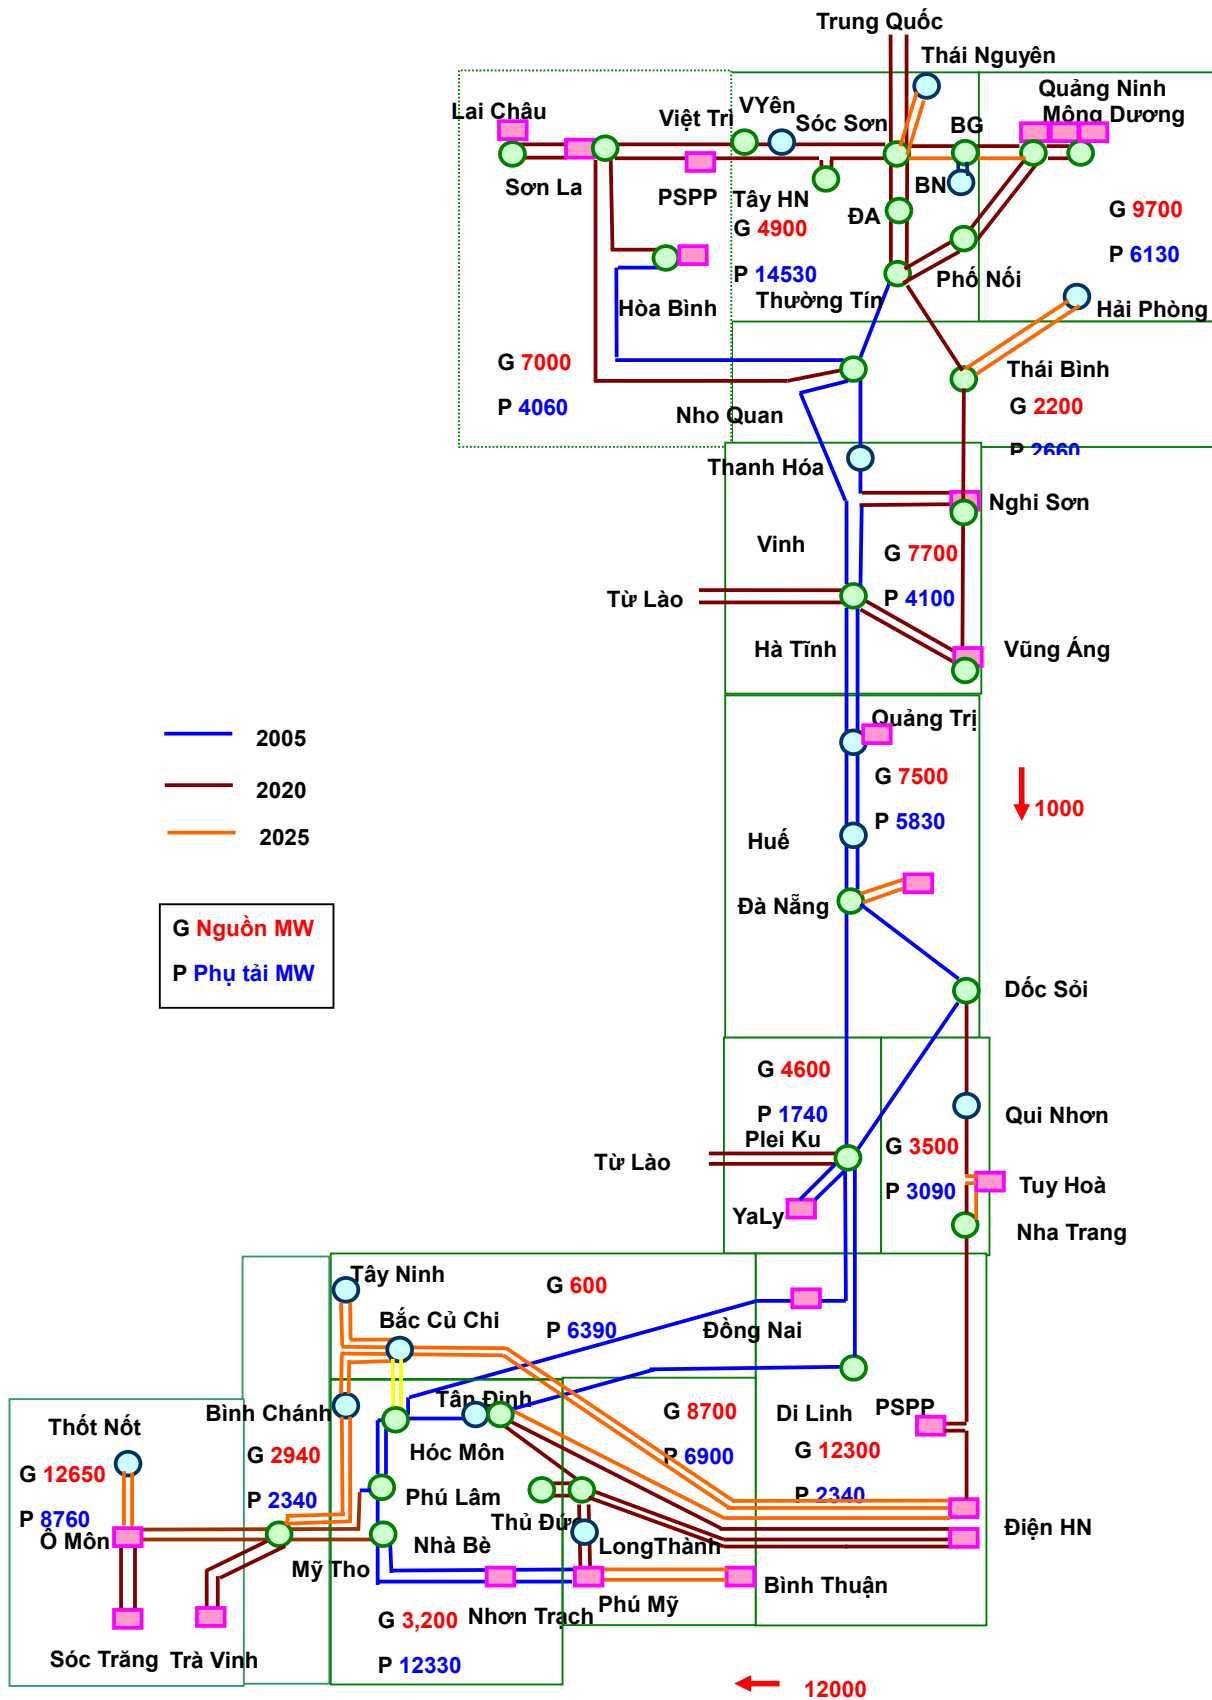 Trung Quốc
Thái Nguyên
Quảng Ninh
Mông Dương
Lai Châu
Việt Trì
VYên
Sóc Sơn
BG
Sơn La
PSPP
Tây HN
BN
G 4900
ĐA
G 9700
P 14530
P 6130
Phố Nối
Hòa Bình
Thường Tín
Hải Phòng
G 7000
Thái Bình
P 4060
G 2200
Nho Quan
P 2660
Thanh Hóa
Nghi Sơn
Vinh
G 7700
Từ Lào
P 4100
Hà Tĩnh
Vũng Áng
Quảng Trị
2005
G 7500
2020
1000
P 5830
2025
Huế
Đà Nẵng
G Nguồn MW
P Phụ tải MW
Dốc Sỏi
G 4600
P 1740
Qui Nhơn
Plei Ku
G 3500
Từ Lào
P 3090
Tuy Hoà
YaLy
Nha Trang
Tây Ninh
G 600
Bắc Củ Chi
P 6390
Đồng Nai
Tân Định
Bình Chánh
G 8700
Di Linh
PSPP
Thốt Nốt
G 2940
Hóc Môn
P 6900
G 12300
G 12650
P 2340
Phú Lâm
P 2340
P 8760
Thủ Đức
Điện HN
Ô Môn
Nhà Bè
LongThành
Mỹ Tho
Bình Thuận
Phú Mỹ
G 3,200
Nhơn Trạch
Sóc Trăng
Trà Vinh
P 12330
12000